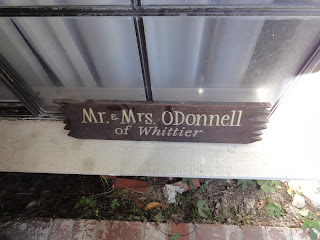 Mr. & Mrs. ODonnell
of Whittier